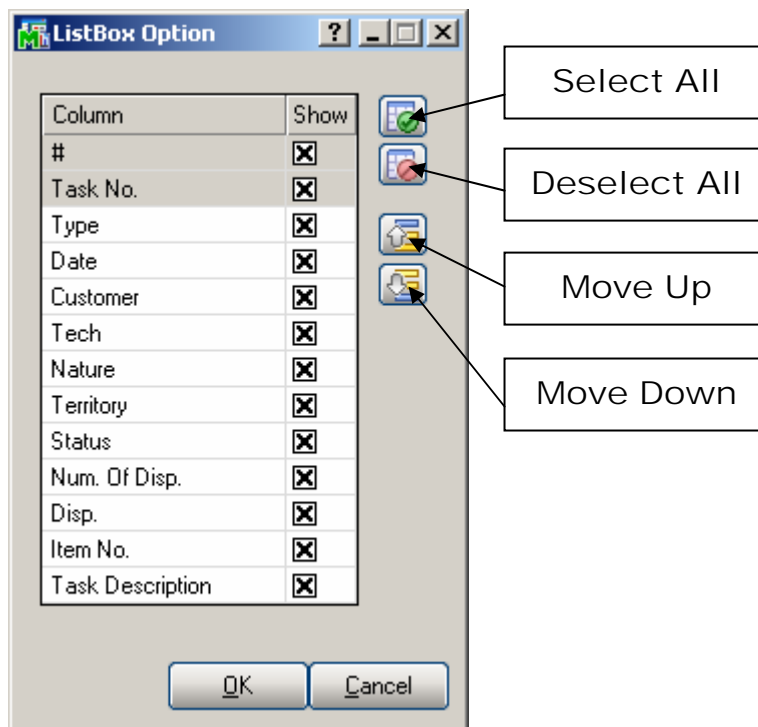 ListBox Option
Column Show
#
Task No.
Type
Date
Customer
Tech
Nature
Territory
Status
Num. Of Disp.
Disp.
Item No.
Task Description
OK Cancel
Select All
Deselect All
Move Up
Move Down